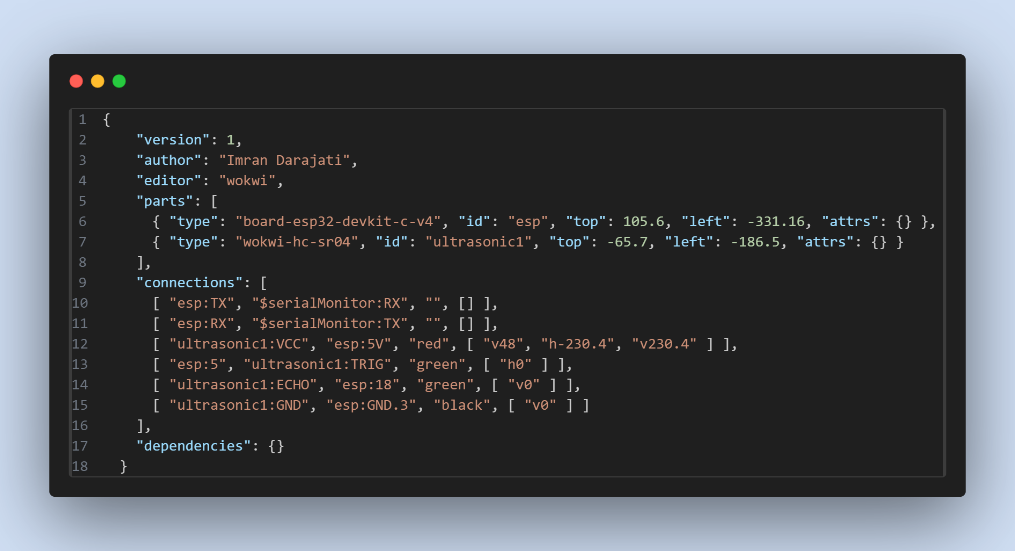 1 {
2 "version": 1,
3 "author": "Imran Darajati",
4 "editor": "wokwi",
5 "parts": [
6 { "type": "board-esp32-devkit-c-v4", "id": "esp", "top": 105.6, "left": -331.16, "attrs": {} },
7 { "type": "wokwi-hc-sr04", "id": "ultrasonic1", "top": -65.7, "left": -186.5, "attrs": {} }
8 ],
9 "connections": [
10 [ "esp:TX", "$serialMonitor:RX", "", [] ],
11 [ "esp:RX", "$serialMonitor:TX", "", [] ],
12 [ "ultrasonic1:VCC", "esp:5V", "red", [ "v48", "h-230.4", "v230.4" ] ],
13 [ "esp:5", "ultrasonic1:TRIG", "green", [ "h0" ] ],
14 [ "ultrasonic1:ECHO", "esp:18", "green", [ "v0" ] ],
15 [ "ultrasonic1:GND", "esp:GND.3", "black", [ "v0" ] ]
16 ],
17 "dependencies": {}
18 }